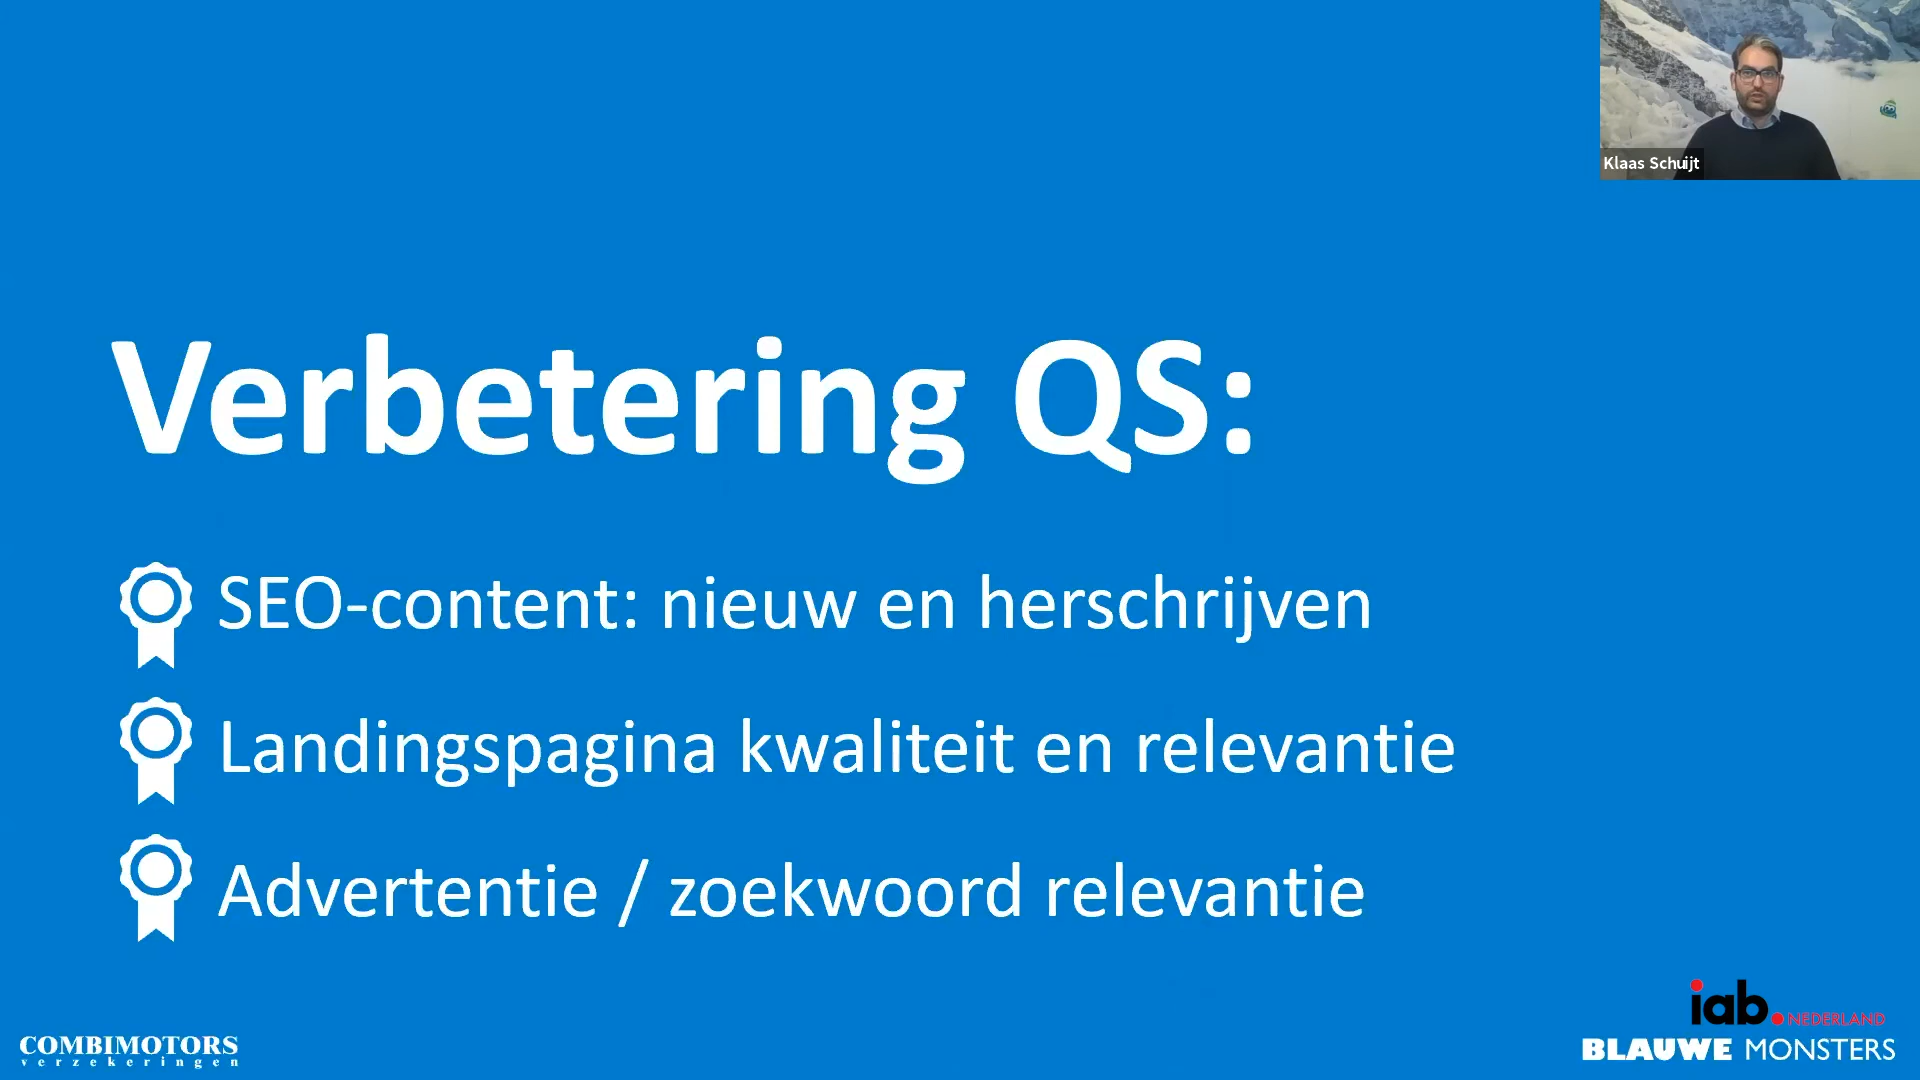 Klaas Schuijt
Verbetering QS:
SEO-content: nieuw en herschrijven
Landingspagina kwaliteit en relevantie
Advertentie / zoekwoord relevantie
iab.NEDERLAND
COMBIMOTORS
verzekeringen
BLAUWE MONSTERS